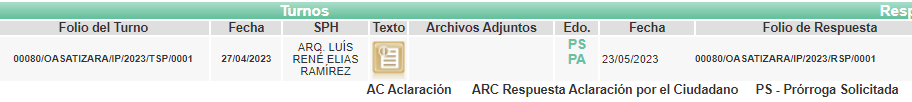 Turnos
Folio del Turno Fecha SPH Texto Archivos Adjuntos Edo. Fecha Folio de Respuesta
00080/OASATIZARA/IP/2023/TSP/0001 27/04/2023 ARQ. LUÍS RENÉ ELIAS RAMÍREZ PS PA 23/05/2023 00080/OASATIZARA/IP/2023/RSP/0001
AC Aclaración ARC Respuesta Aclaración por el Ciudadano PS - Prórroga Solicitada